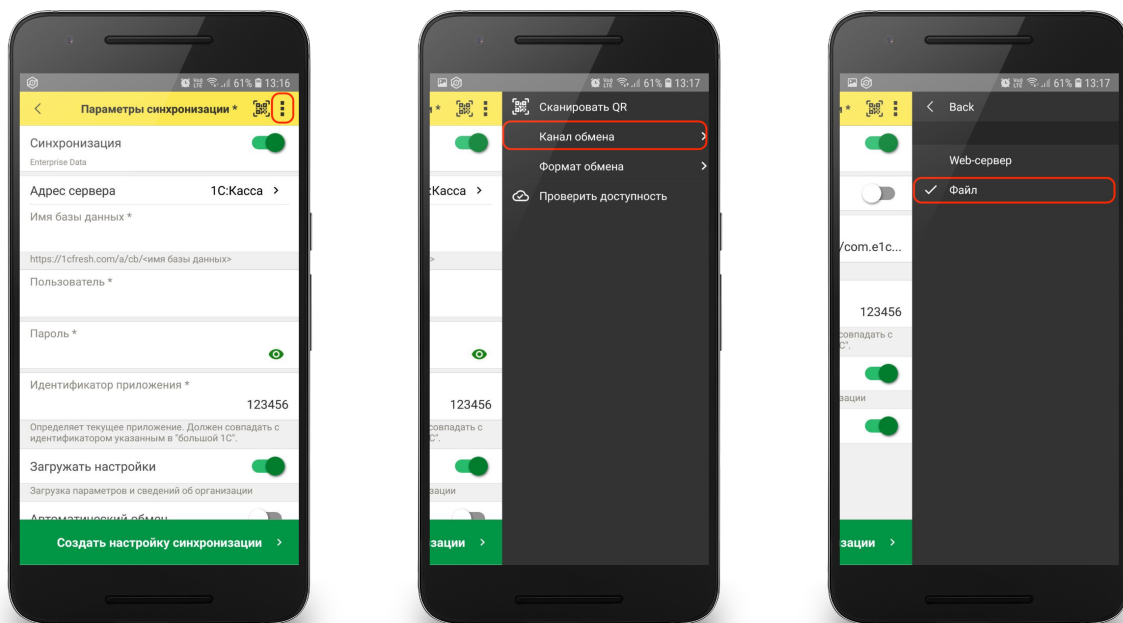 61% 13:16
Параметры синхронизации *
Синхронизация
Enterprise Data
Адрес сервера 1С:Касса >
Имя базы данных *
https://1cfresh.com/a/cb/<имя базы данных>
Пользователь *
Пароль *
Идентификатор приложения *
123456
Определяет текущее приложение. Должен совпадать с
идентификатором указанным в "большой 1С".
Загружать настройки
Загрузка параметров и сведений об организации
Автоматический обмен
Создать настройку синхронизации >
61% 13:17
*
Сканировать QR
Канал обмена >
Формат обмена >
Проверить доступность
:Касса >
>
123456
совпадать с
С".
зации
зации >
61% 13:17
*
< Back
Web-сервер
Файл
/com.e1c...
123456
совпадать с
С".
зации
зации >